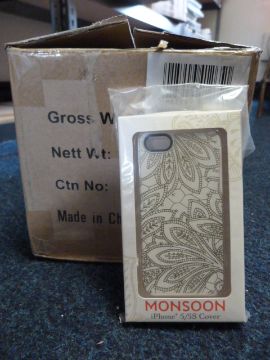 Gross W
Nett Wt:
Ctn No:
Made in Ch
MONSOON
iPhone® 5/5S Cover